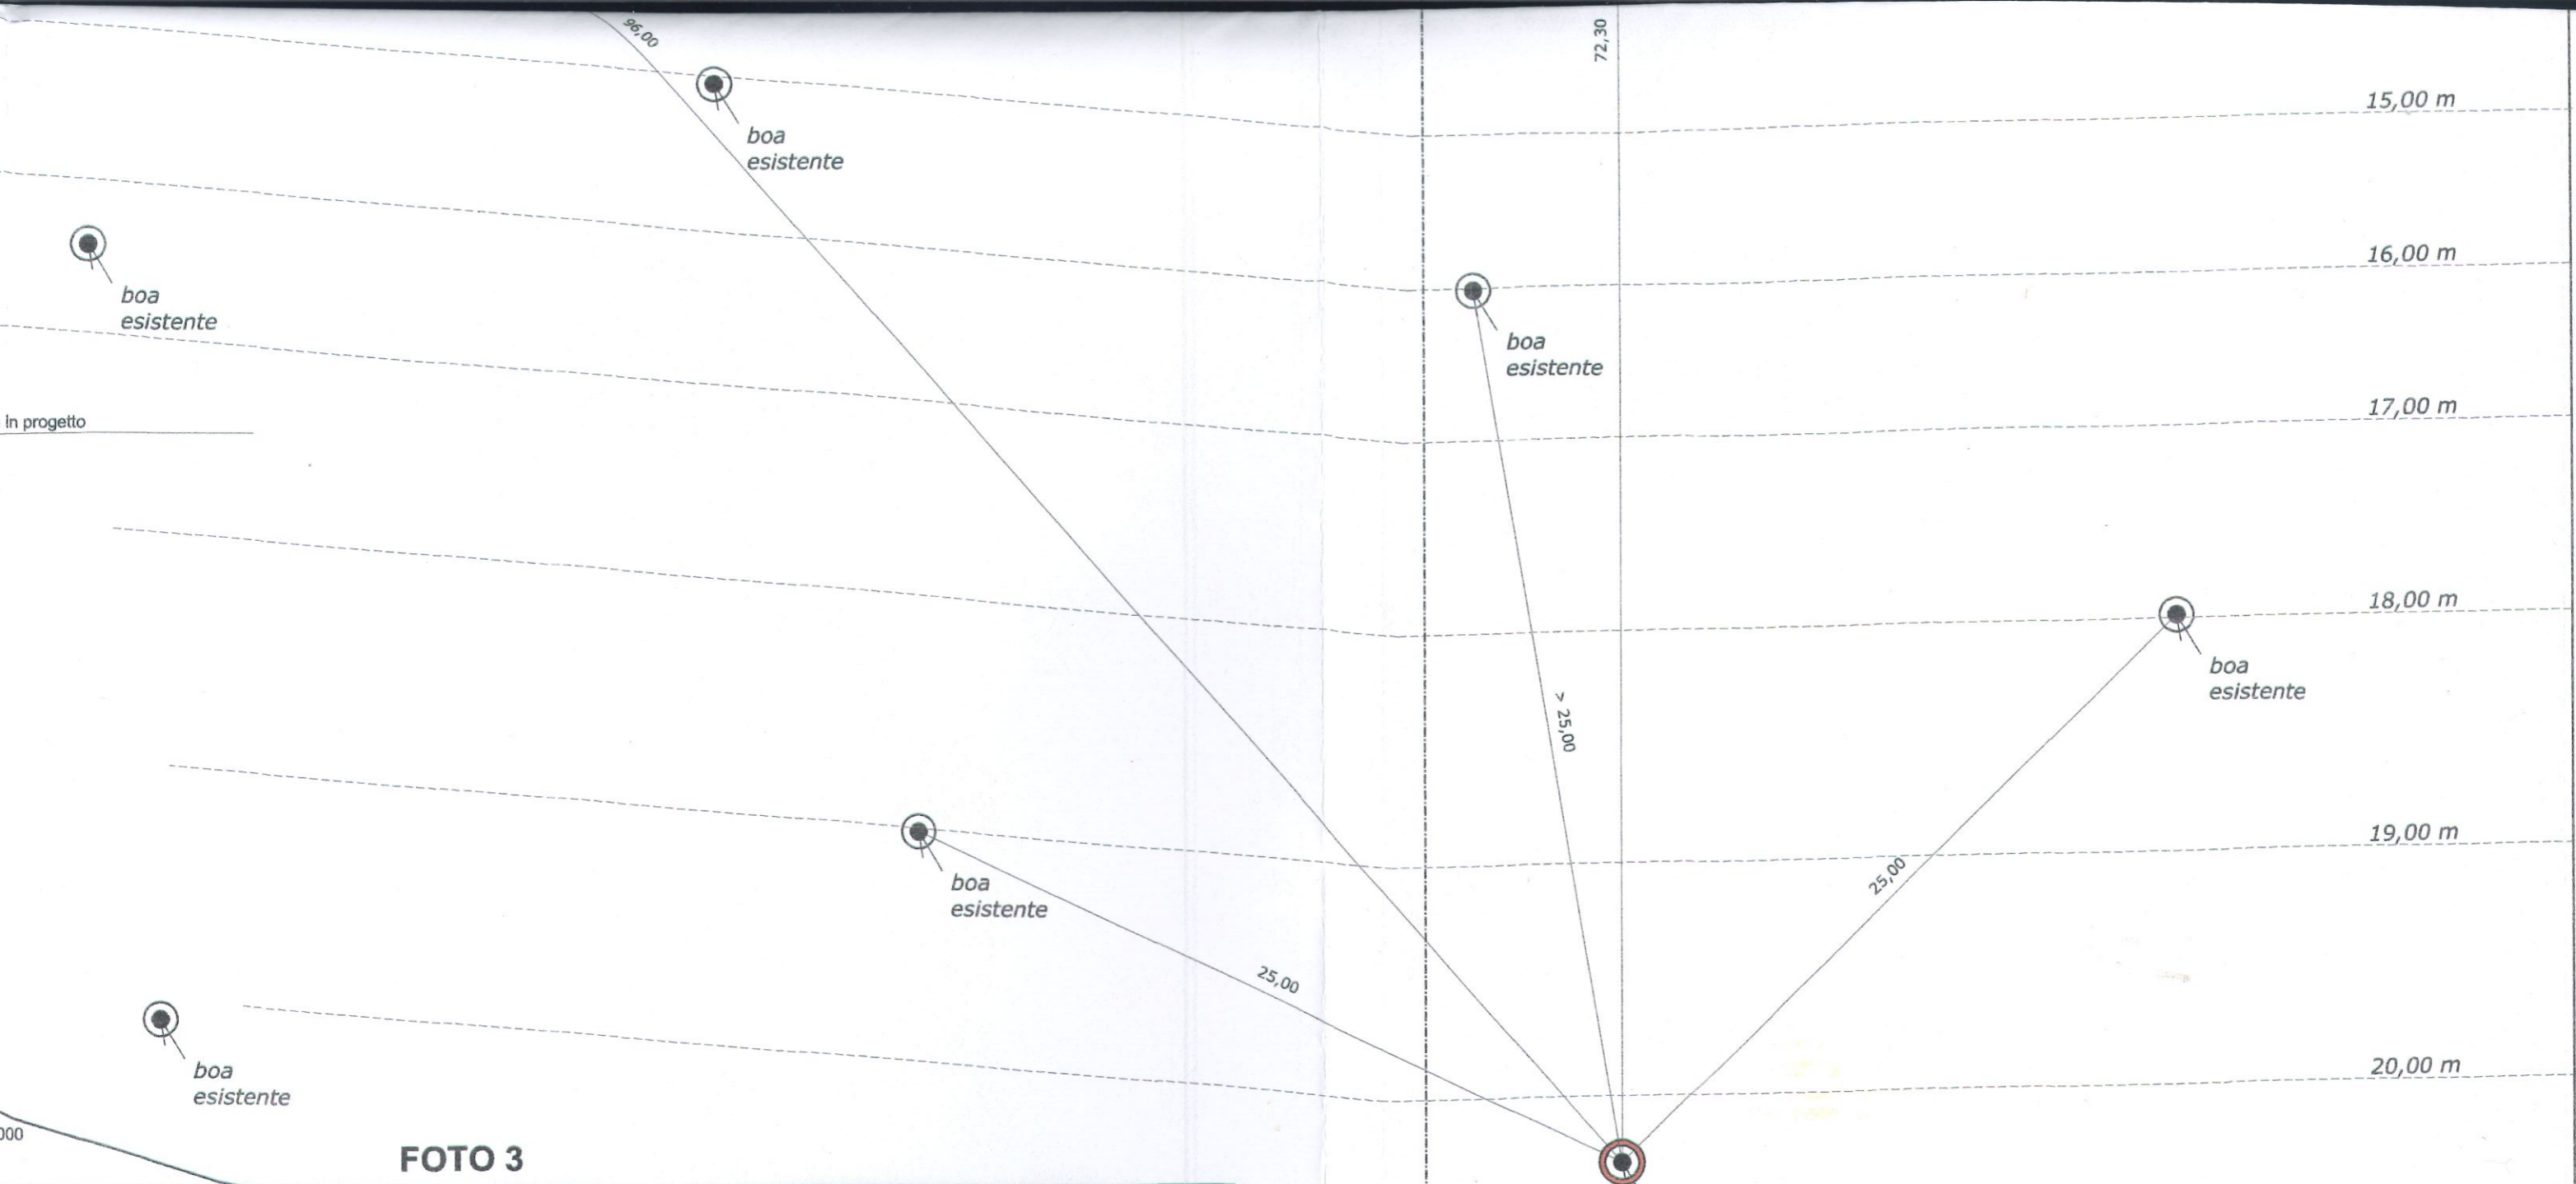 96,00
72,30
15,00 m
boa
esistente
16,00 m
boa
esistente
boa
esistente
17,00 m
In progetto
18,00 m
boa
esistente
> 25,00
19,00 m
25,00
boa
esistente
25,00
20,00 m
boa
esistente
000
FOTO 3